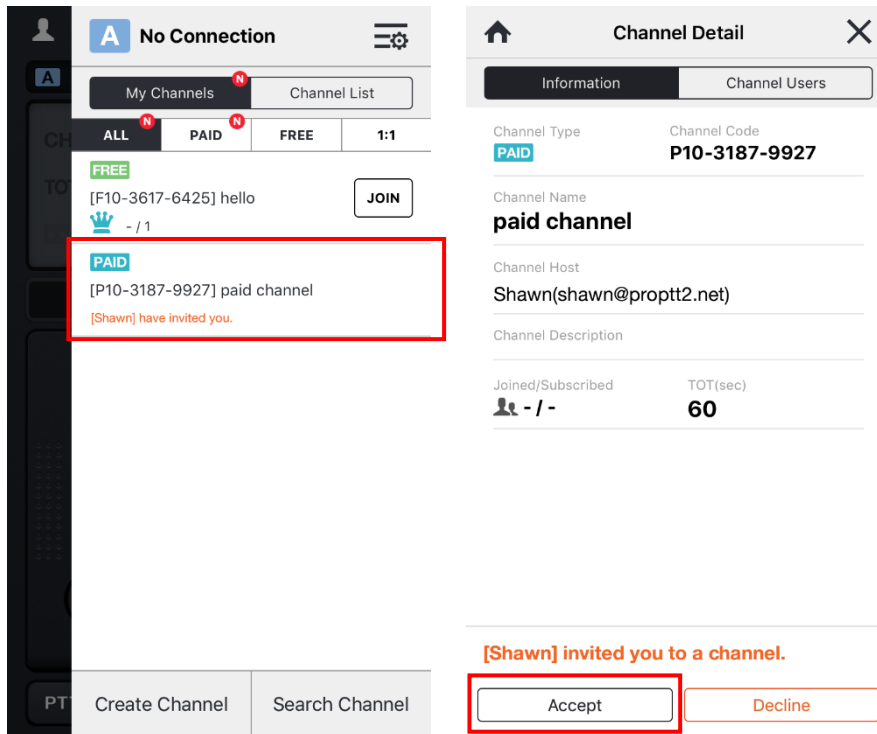 A No Connection
A
My Channels N Channel List
ALL N PAID N FREE 1:1
CH
FREE
[F10-3617-6425] hello JOIN
TO
- / 1
PAID
[P10-3187-9927] paid channel
[Shawn] have invited you.
PT
Create Channel Search Channel
Channel Detail
Information Channel Users
Channel Type Channel Code
PAID P10-3187-9927
Channel Name
paid channel
Channel Host
Shawn(shawn@proptt2.net)
Channel Description
Joined/Subscribed TOT(sec)
- / - 60
[Shawn] invited you to a channel.
Accept Decline